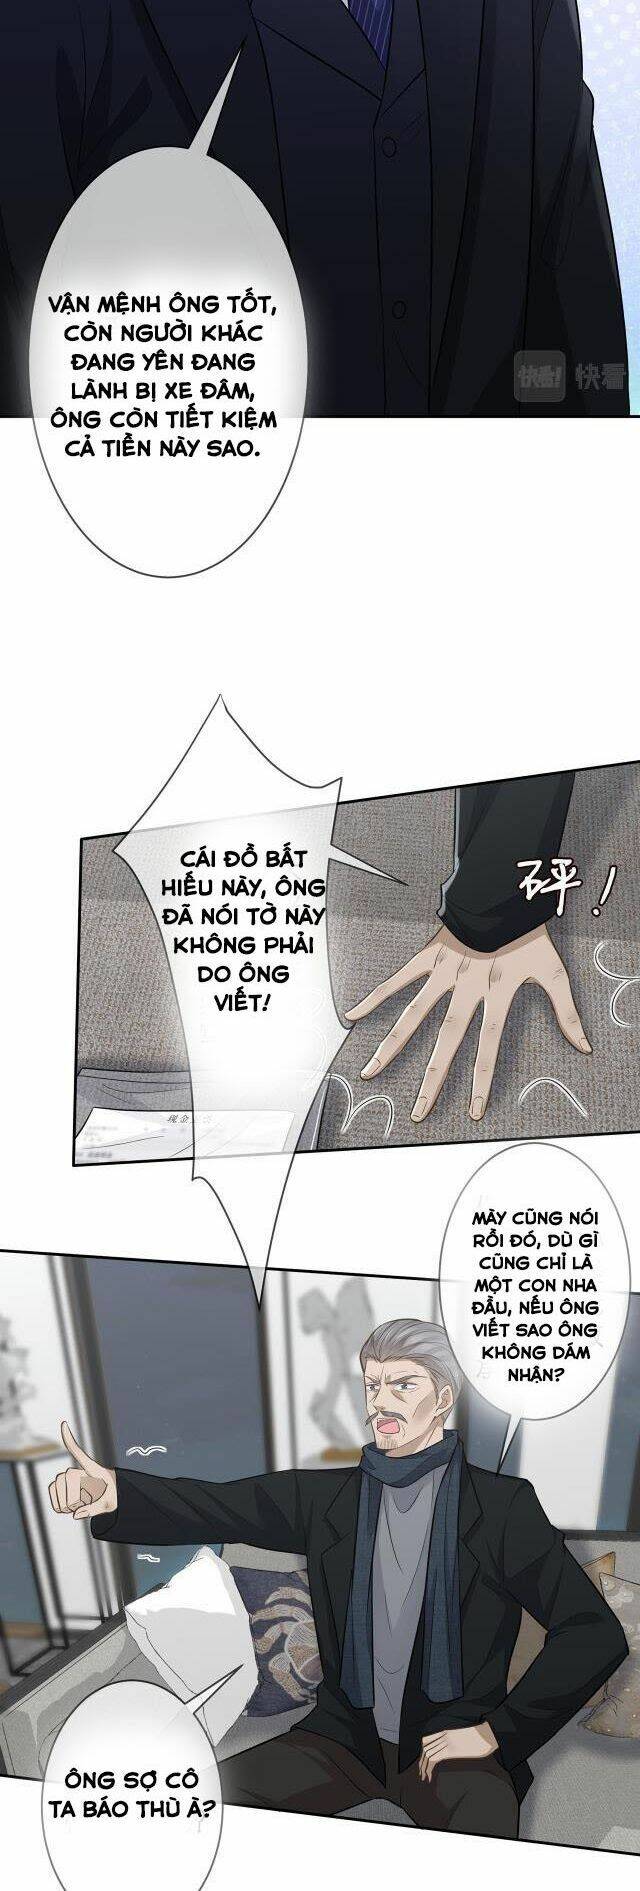 VẬN MỆNH ÔNG TỐT,
CÒN NGƯỜI KHÁC
ĐANG YÊN ĐANG
LÀNH BỊ XE ĐÂM,
ÔNG CÒN TIẾT KIỆM
CẢ TIỀN NÀY SAO.
快看! 快看
CÁI ĐỒ BẤT
HIẾU NÀY, ÔNG
ĐÃ NÓI TỜ NÀY
KHÔNG PHẢI
DO ÔNG
VIẾT!
砰!
MÀY CŨNG NÓI
RỒI ĐÓ, DÙ GÌ
CŨNG CHỈ LÀ
MỘT CON NHA
ĐẦU, NẾU ÔNG
VIẾT SAO ÔNG
KHÔNG DÁM
NHẬN?
ÔNG SỢ CÔ
TA BÁO THÙ À?